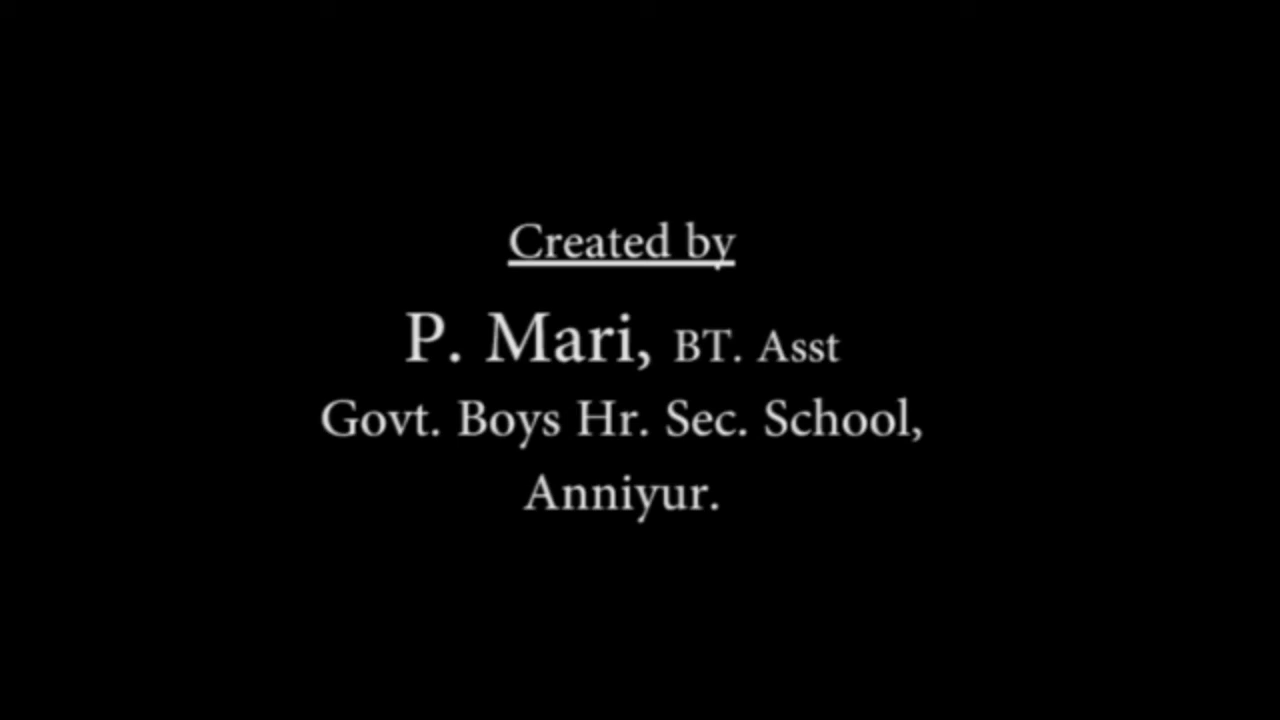 Created by
P. Mari, BT. Asst
Govt. Boys Hr. Sec. School,
Anniyur.